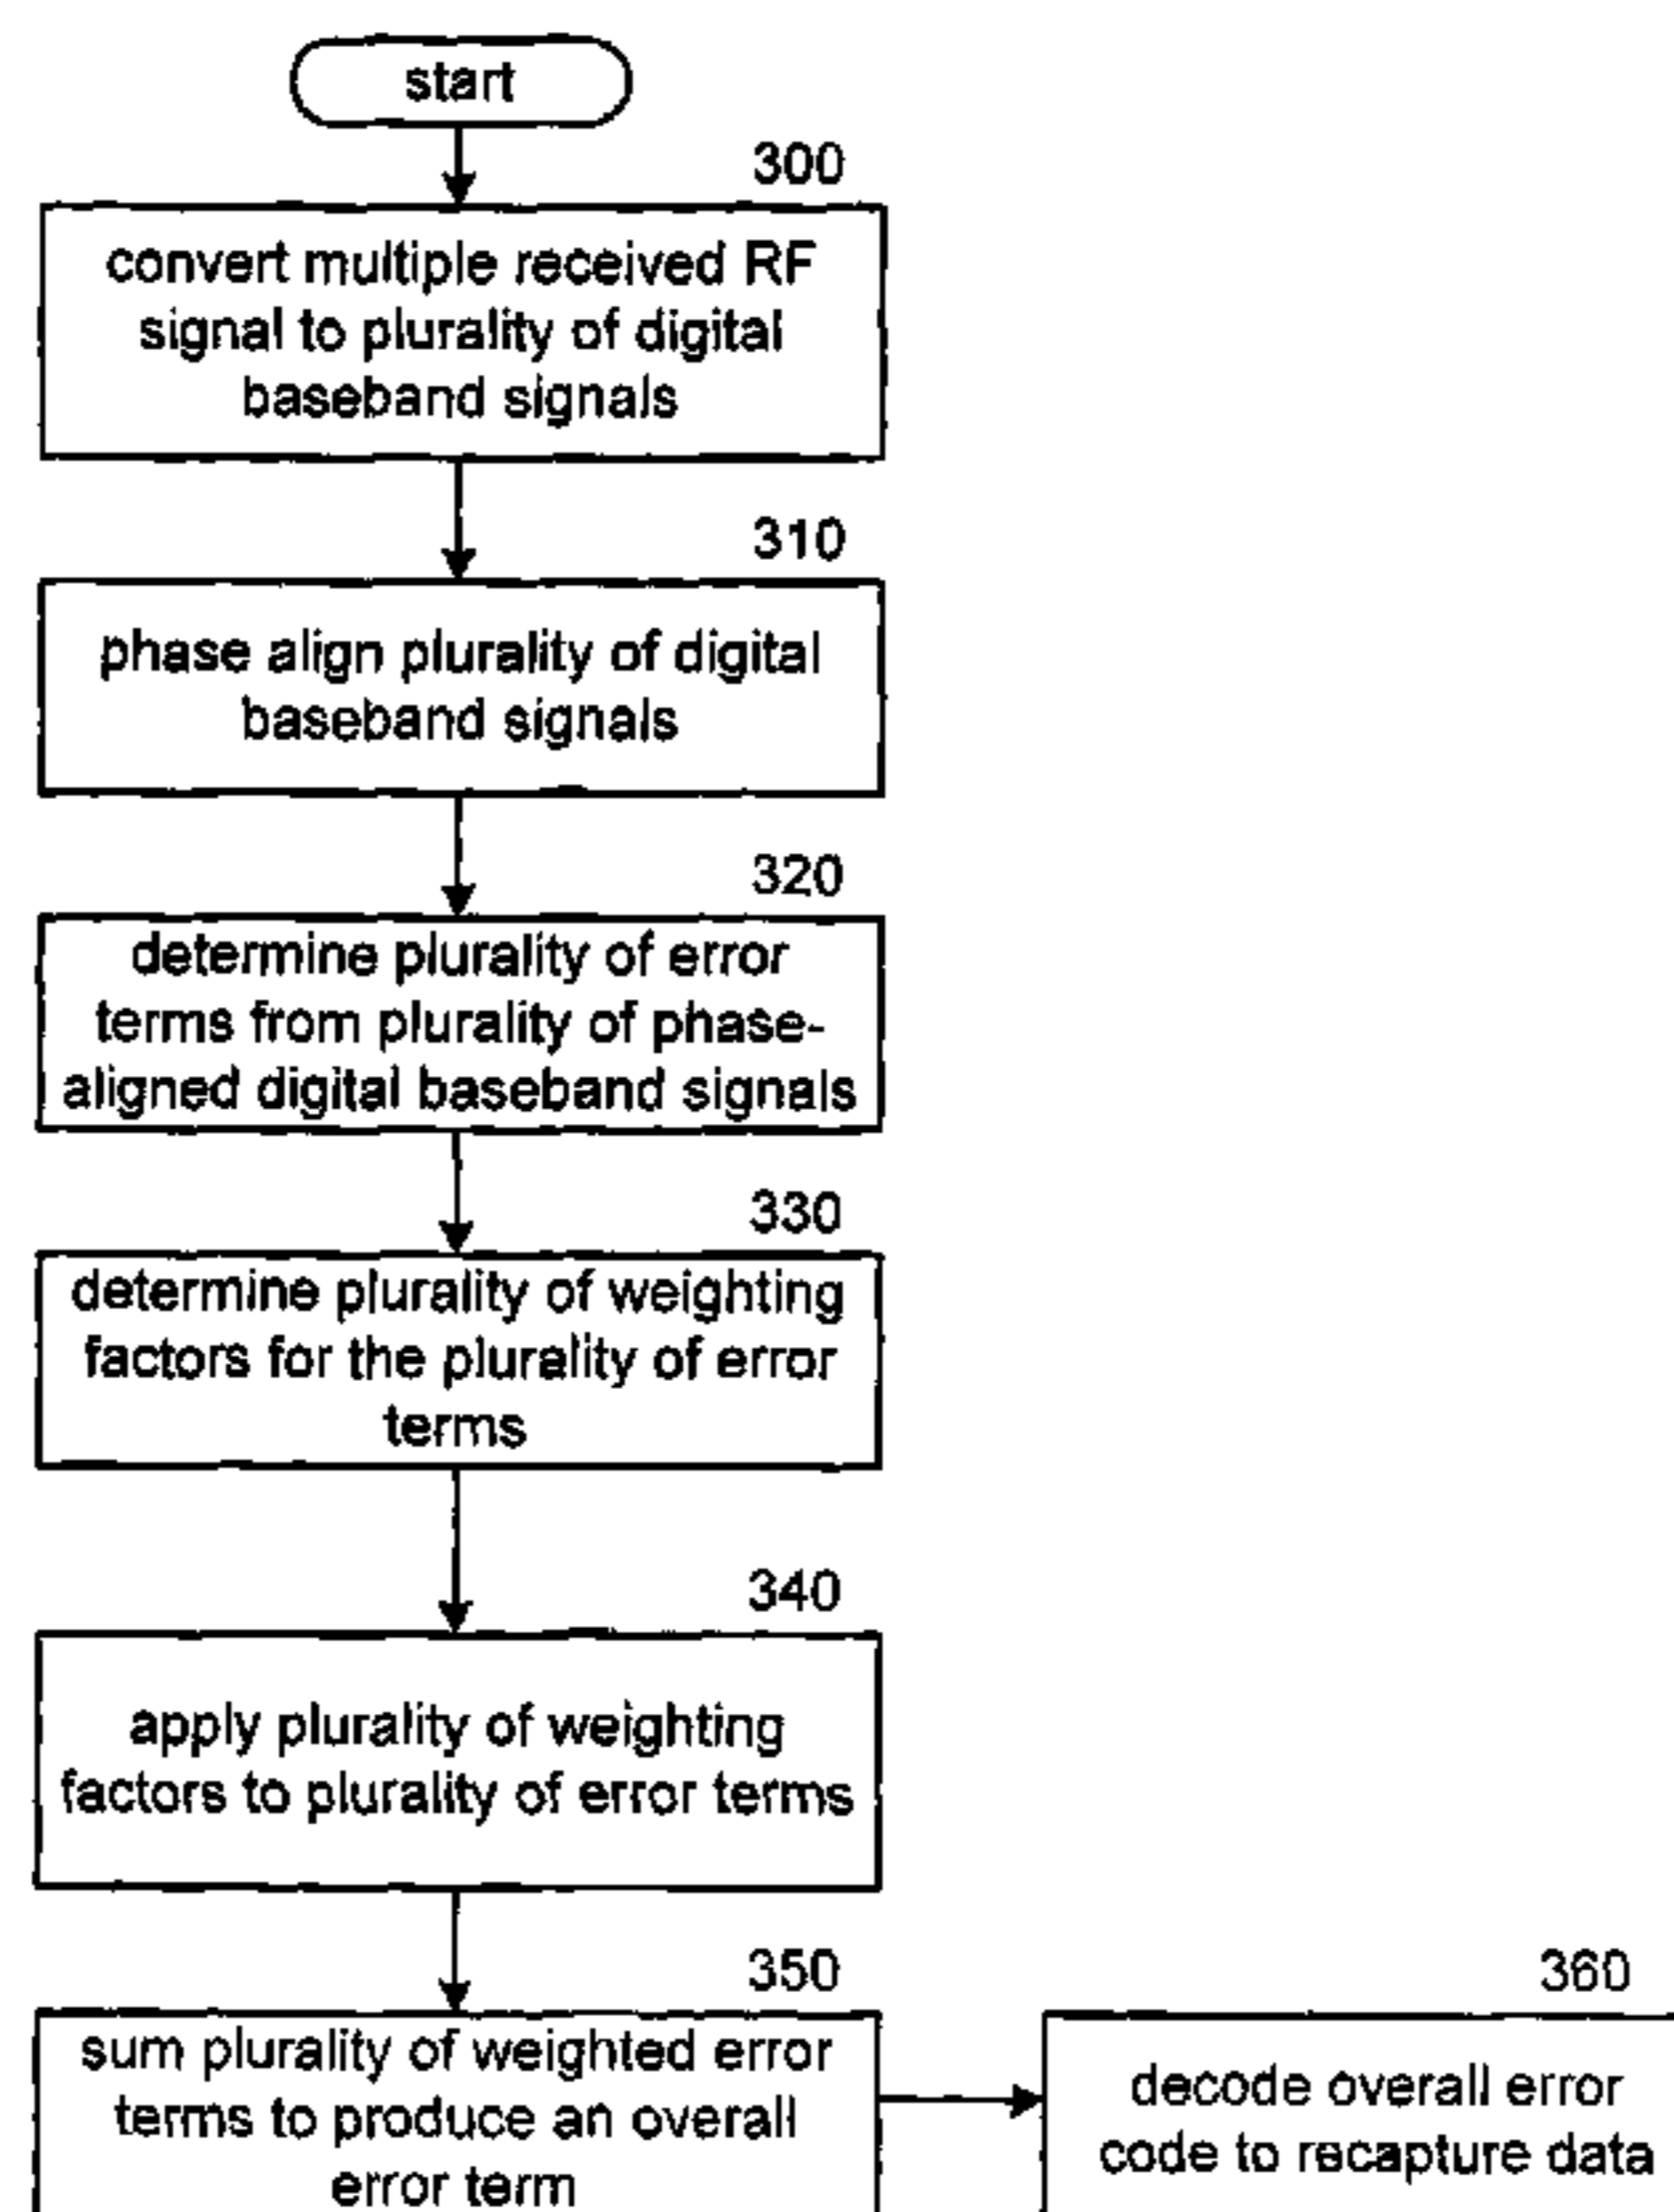 start
300
convert multiple received RF
signal to plurality of digital
baseband signals
310
phase align plurality of digital
baseband signals
320
determine plurality of error
terms from plurality of phase-
aligned digital baseband signals
330
determine plurality of weighting
factors for the plurality of error
terms
340
apply plurality of weighting
factors to plurality of error terms
350
sum plurality of weighted error
terms to produce an overall
error term
360
decode overall error
code to recapture data